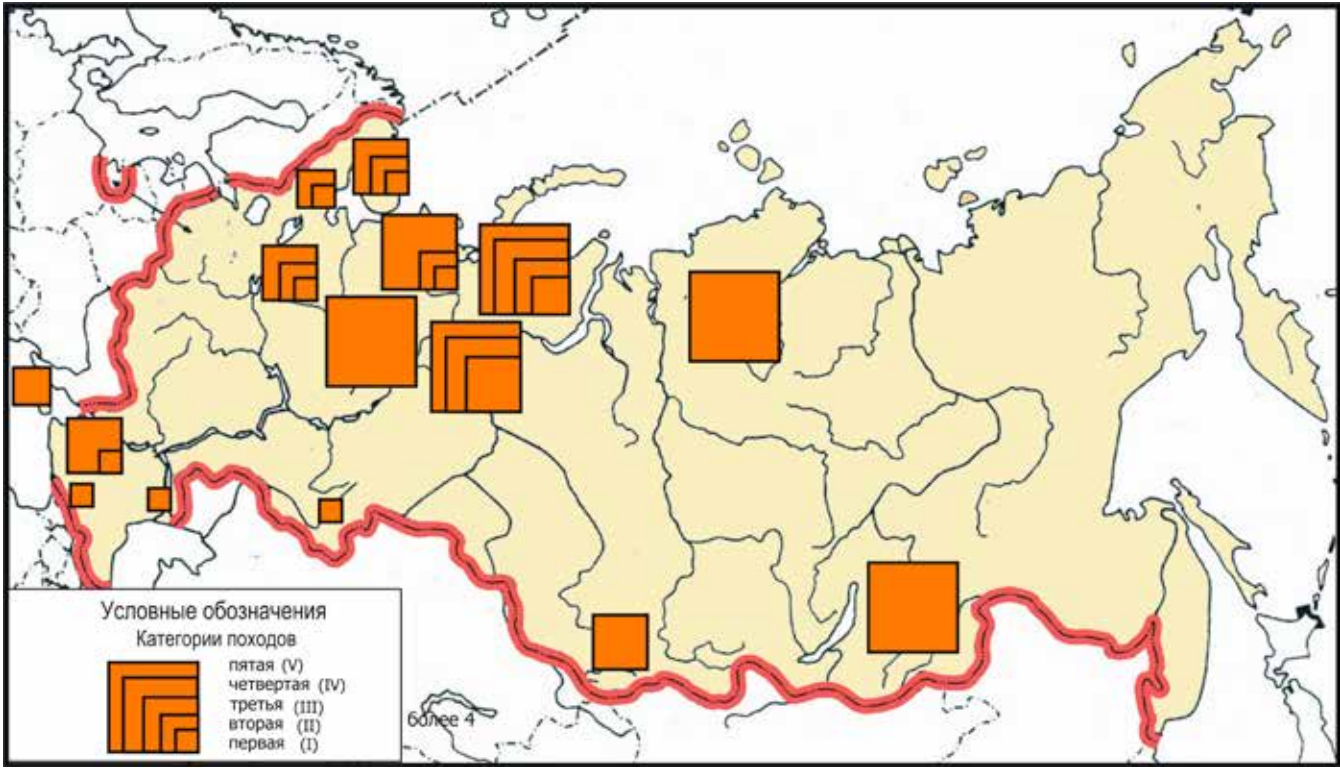 Условные обозначения
Категории походов
пятая (V)
четвертая (IV)
третья (III)
вторая (II)
первая (I)
более 4